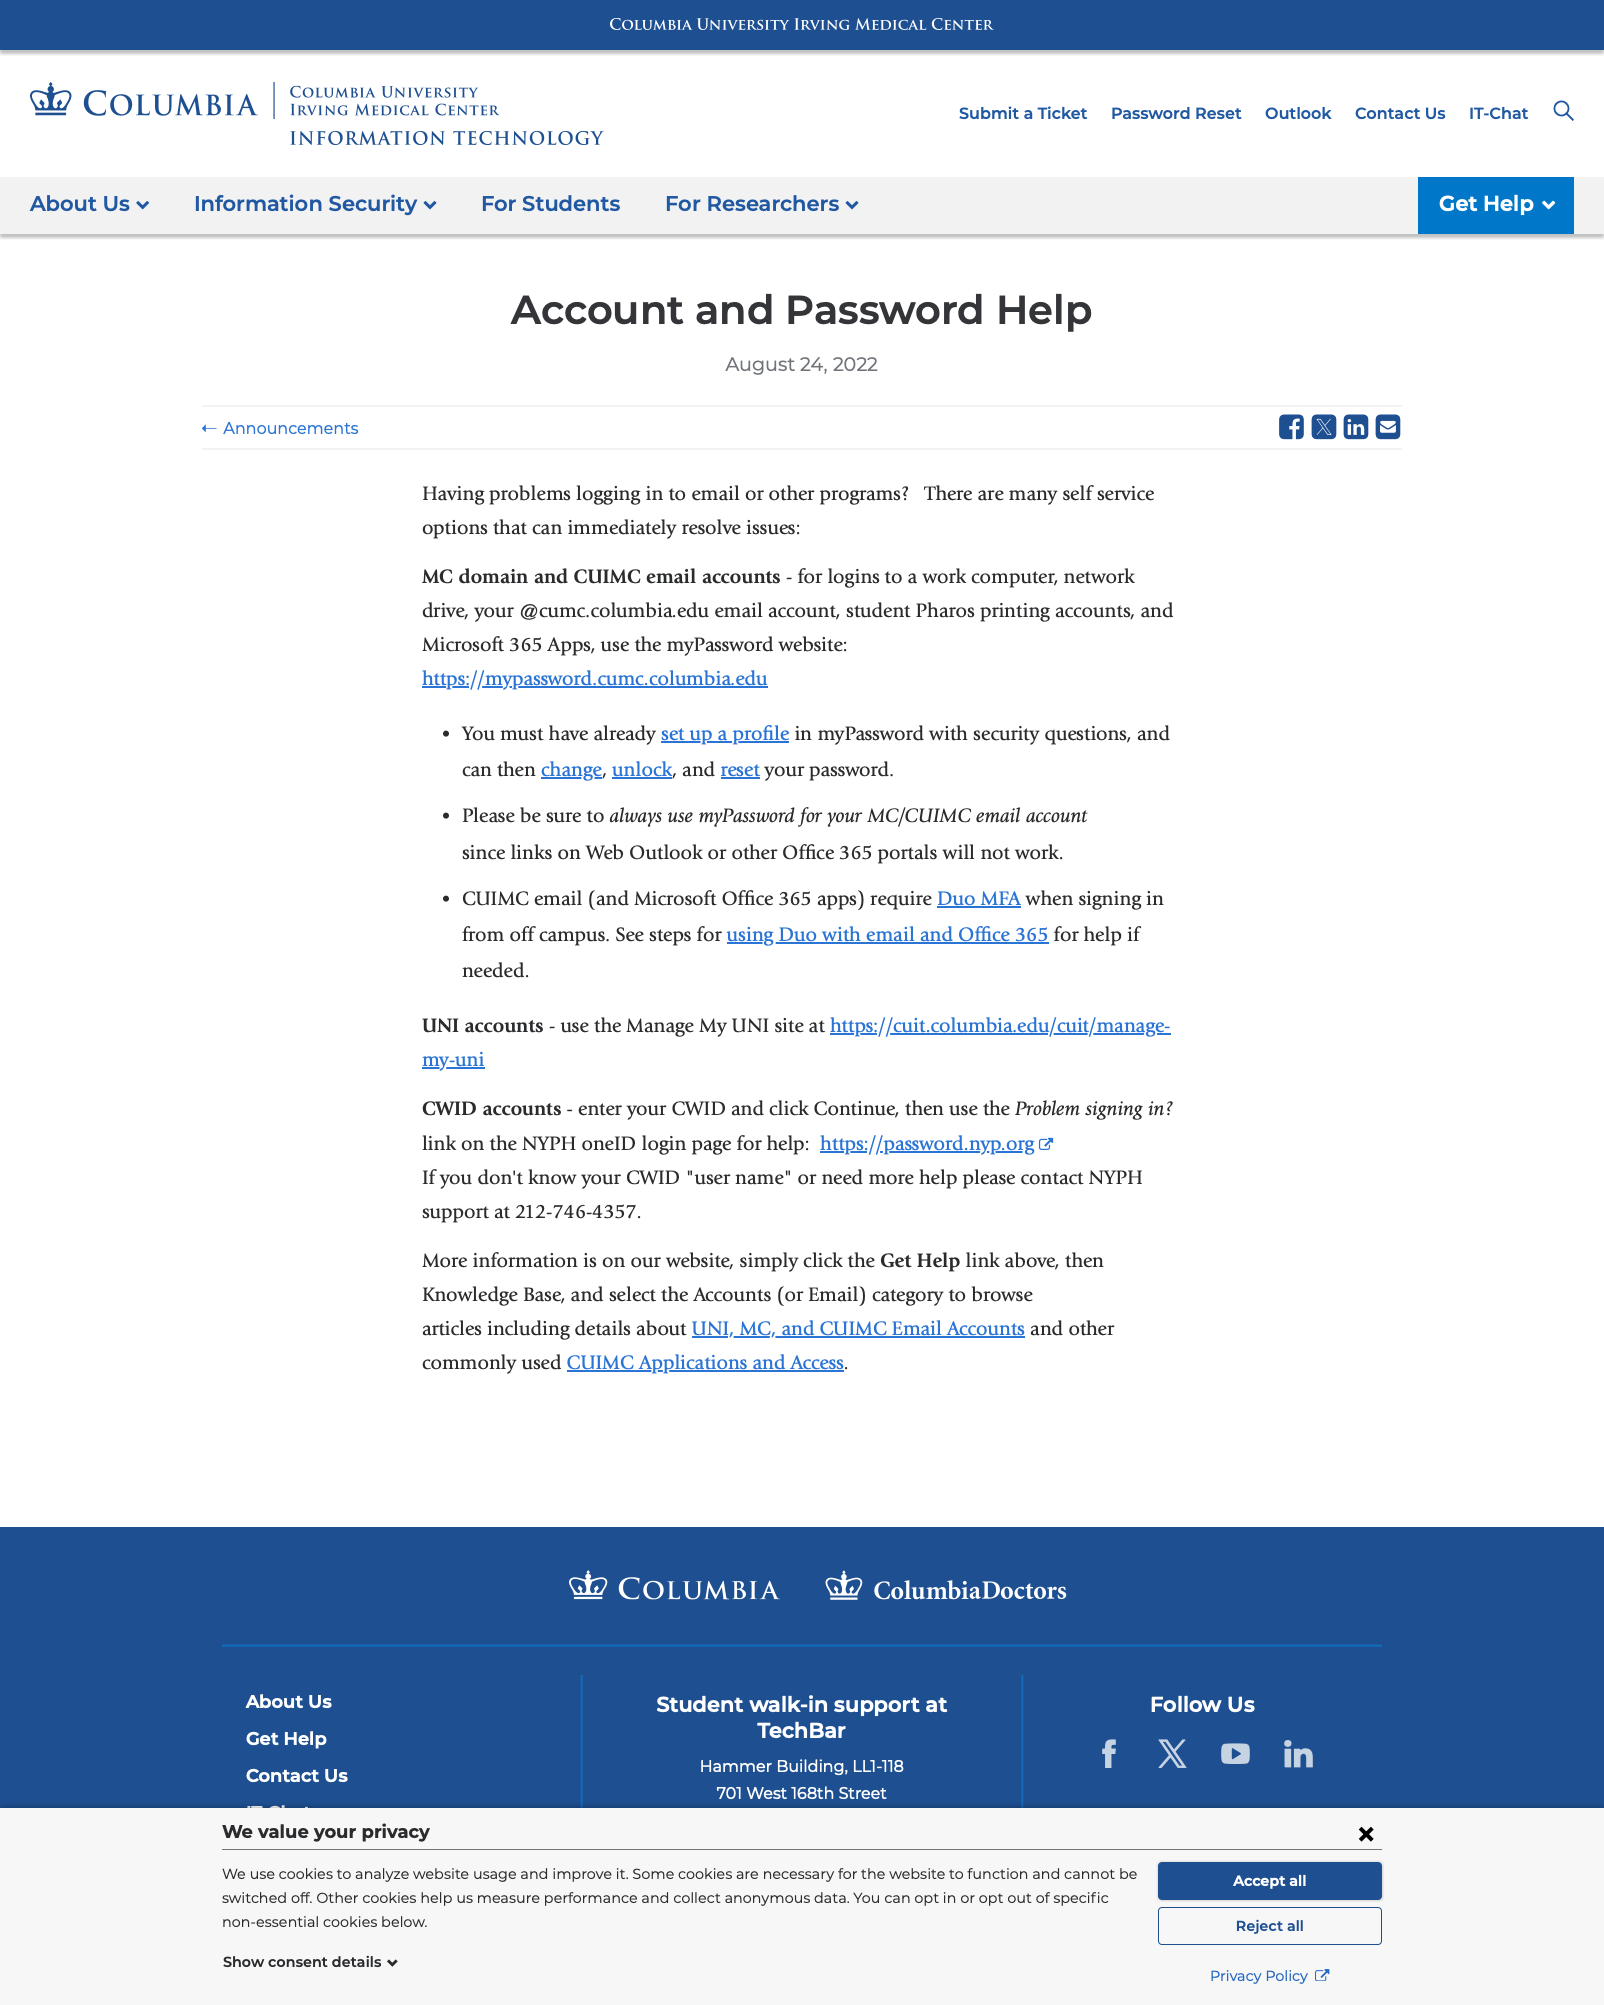 Columbia University Irving Medical Center
Columbia
Columbia University
Irving Medical Center
Information Technology
Submit a Ticket Password Reset Outlook Contact Us IT-Chat
About Us Information Security For Students For Researchers Get Help
Account and Password Help
August 24, 2022
← Announcements
Having problems logging in to email or other programs? There are many self service
options that can immediately resolve issues:
MC domain and CUIMC email accounts - for logins to a work computer, network
drive, your @cumc.columbia.edu email account, student Pharos printing accounts, and
Microsoft 365 Apps, use the myPassword website:
https://mypassword.cumc.columbia.edu
• You must have already set up a profile in myPassword with security questions, and
can then change, unlock, and reset your password.
• Please be sure to always use myPassword for your MC/CUIMC email account
since links on Web Outlook or other Office 365 portals will not work.
• CUIMC email (and Microsoft Office 365 apps) require Duo MFA when signing in
from off campus. See steps for using Duo with email and Office 365 for help if
needed.
UNI accounts - use the Manage My UNI site at https://cuit.columbia.edu/cuit/manage-
my-uni
CWID accounts - enter your CWID and click Continue, then use the Problem signing in?
link on the NYPH oneID login page for help: https://password.nyp.org
If you don't know your CWID "user name" or need more help please contact NYPH
support at 212-746-4357.
More information is on our website, simply click the Get Help link above, then
Knowledge Base, and select the Accounts (or Email) category to browse
articles including details about UNI, MC, and CUIMC Email Accounts and other
commonly used CUIMC Applications and Access.
Columbia ColumbiaDoctors
About Us
Get Help
Contact Us
Student walk-in support at
TechBar
Hammer Building, LL1-118
701 West 168th Street
Follow Us
We value your privacy
We use cookies to analyze website usage and improve it. Some cookies are necessary for the website to function and cannot be
switched off. Other cookies help us measure performance and collect anonymous data. You can opt in or opt out of specific
non-essential cookies below.
Show consent details
Accept all
Reject all
Privacy Policy